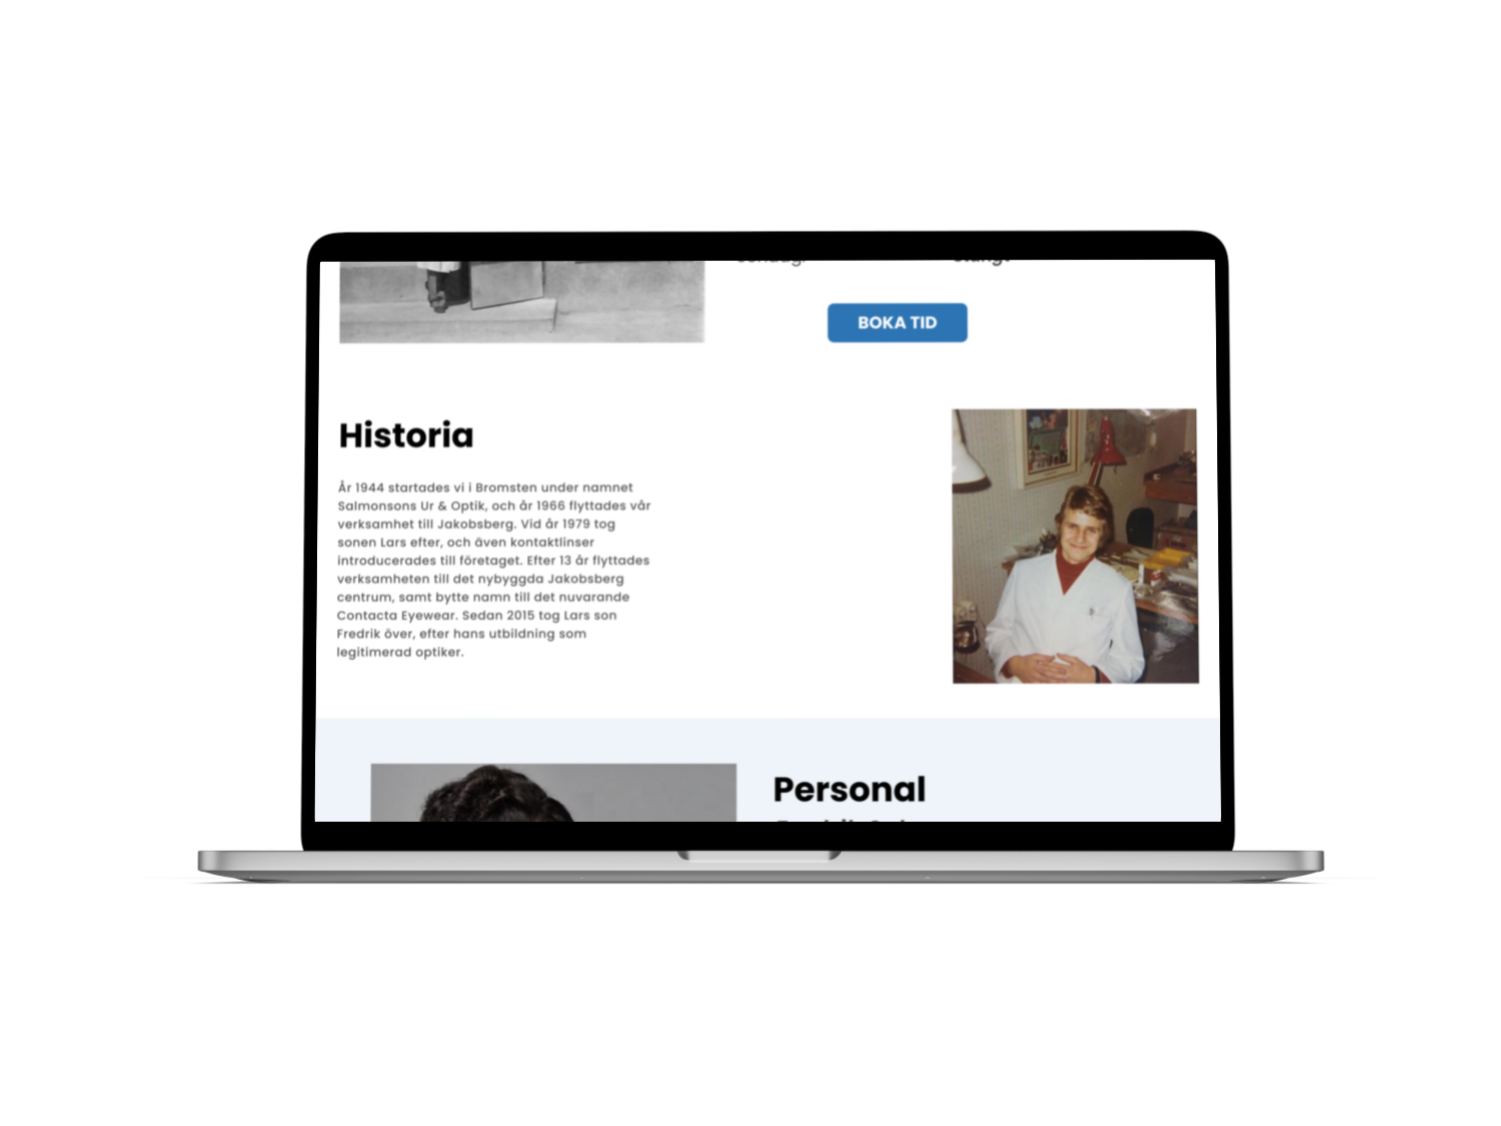 BOKA TID
Historia
År 1944 startades vi i Bromsten under namnet
Salmonsons Ur & Optik, och år 1966 flyttades vår
verksamhet till Jakobsberg. Vid år 1979 tog
sonen Lars efter, och även kontaktlinser
introducerades till företaget. Efter 13 år flyttades
verksamheten till det nybyggda Jakobsberg
centrum, samt bytte namn till det nuvarande
Contacta Eyewear. Sedan 2015 tog Lars son
Fredrik över, efter hans utbildning som
legitimerad optiker.
Personal